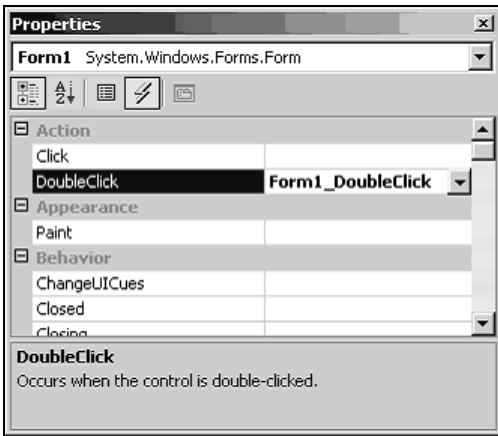 Properties
Form1 System.Windows.Forms.Form
Action
Click
DoubleClick Form1_DoubleClick
Appearance
Paint
Behavior
ChangeUICues
Closed
Closing
DoubleClick
Occurs when the control is double-clicked.